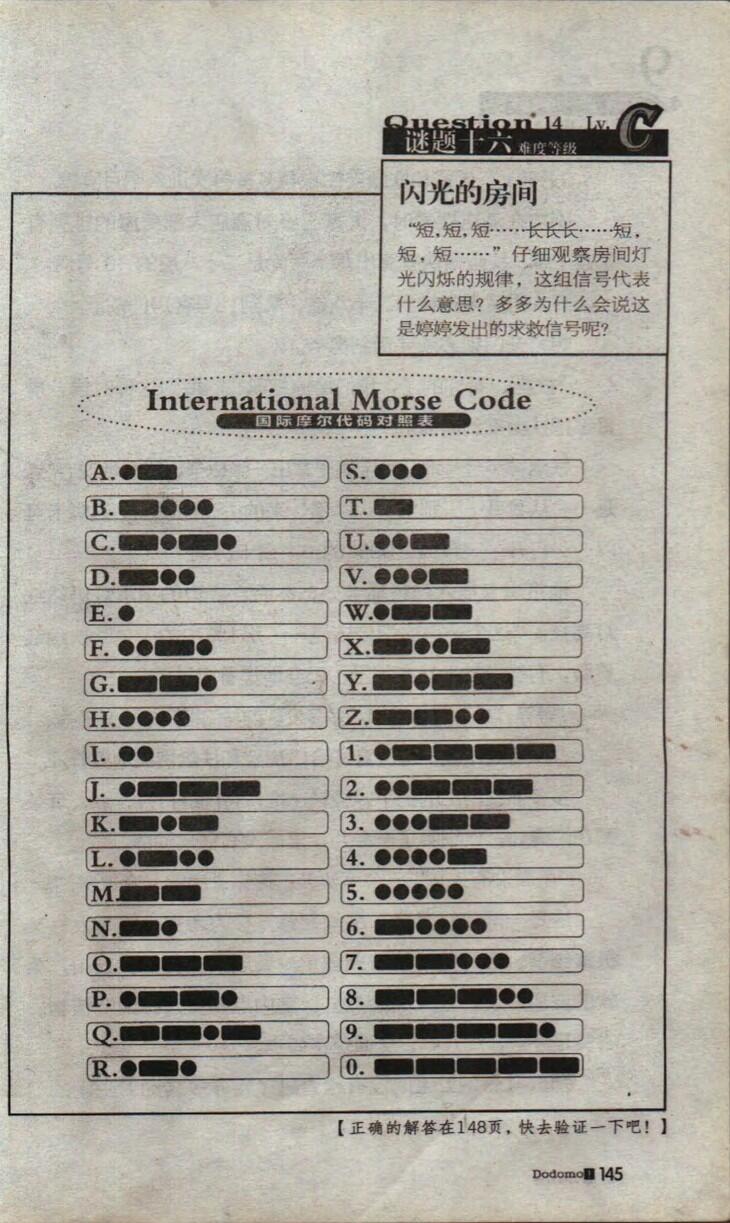 Question 14 Lv. C
谜题十六 难度等级
闪光的房间
“短,短,短……长长长……短,
短,短……”仔细观察房间灯
光闪烁的规律，这组信号代表
什么意思？多多为什么会说这
是婷婷发出的求救信号呢?
International Morse Code
国际摩尔代码对照表
A.
B.
C.
D.
E.
F.
G.
H.
I.
J.
K.
L.
M.
N.
O.
P.
Q.
R.
S.
T.
U.
V.
W.
X.
Y.
Z.
1.
2.
3.
4.
5.
6.
7.
8.
9.
0.
【正确的解答在148页，快去验证一下吧！】
Dodomo! 145